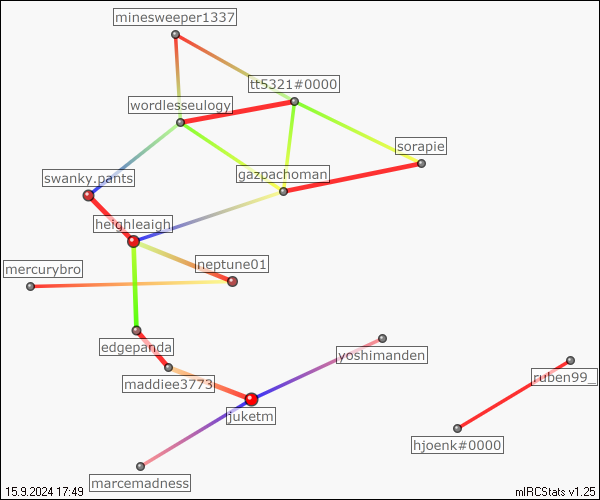 minesweeper1337
tt5321#0000
wordlesseulogy
sorapie
gazpachoman
swanky.pants
heighleaigh
neptune01
mercurybro
edgepanda
yoshimanden
maddiee3773
ruben99_
juketm
hjoenk#0000
marcemadness
15.9.2024 17:49
mIRCStats v1.25